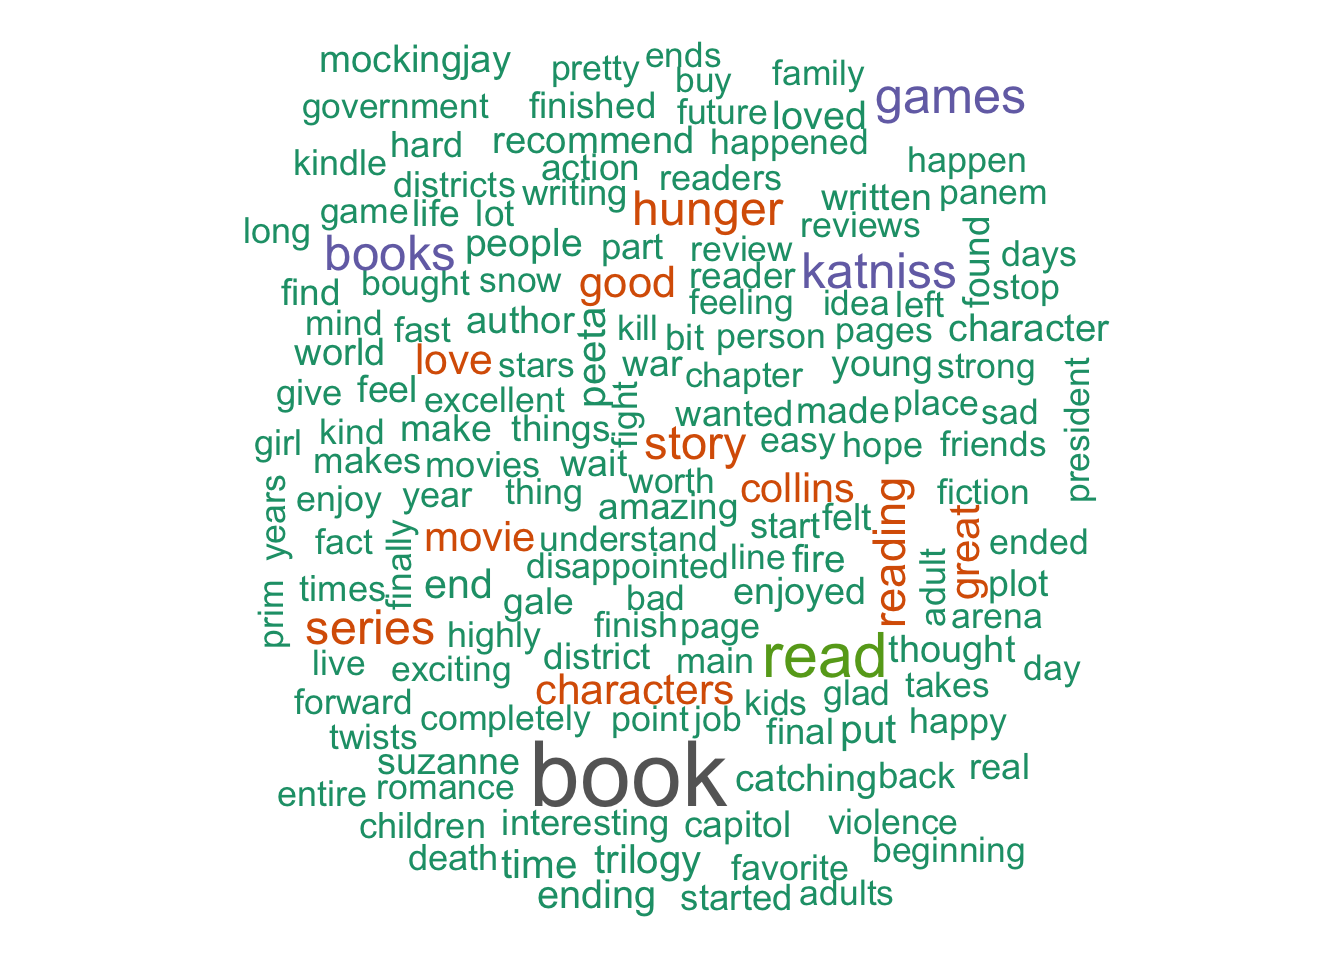 mockingjay pretty ends family
buy games
government finished future loved
hard recommend happened
kindle action readers happen
districts writing written panem
game life lot hunger reviews
long books people part review katniss found days
find bought snow good reader stop
feeling idea left
mind fast author peeta kill bit person pages character
world love stars war chapter young strong
give feel excellent fight wanted made place sad president
girl kind make things story easy hope friends
makes movies wait worth collins reading fiction
years enjoy year thing amazing start felt great
fact finally movie understand line fire ended
disappointed adult
prim times end gale bad enjoyed plot
series highly finish page arena
live exciting district main read thought day
forward characters kids glad takes
twists completely point job final put happy
suzanne book catching back real
entire romance
children interesting capitol violence
death time trilogy favorite beginning
ending started adults